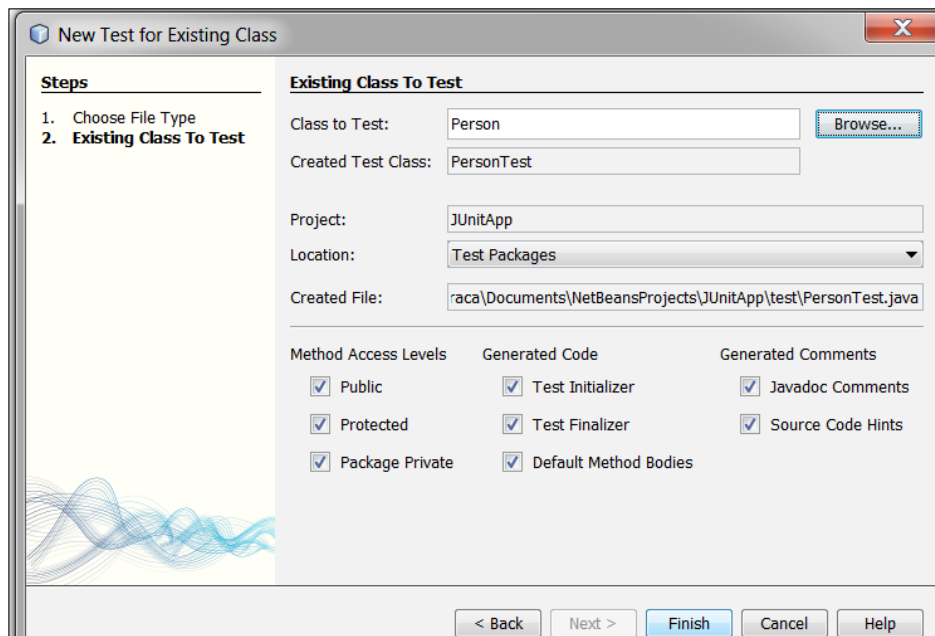 New Test for Existing Class
X
Steps
1. Choose File Type
2. Existing Class To Test
Existing Class To Test
Class to Test: Person Browse...
Created Test Class: PersonTest
Project: JUnitApp
Location: Test Packages
Created File: raca\Documents\NetBeansProjects\JUnitApp\test\PersonTest.java
Method Access Levels Generated Code Generated Comments
Public Test Initializer Javadoc Comments
Protected Test Finalizer Source Code Hints
Package Private Default Method Bodies
< Back Next > Finish Cancel Help